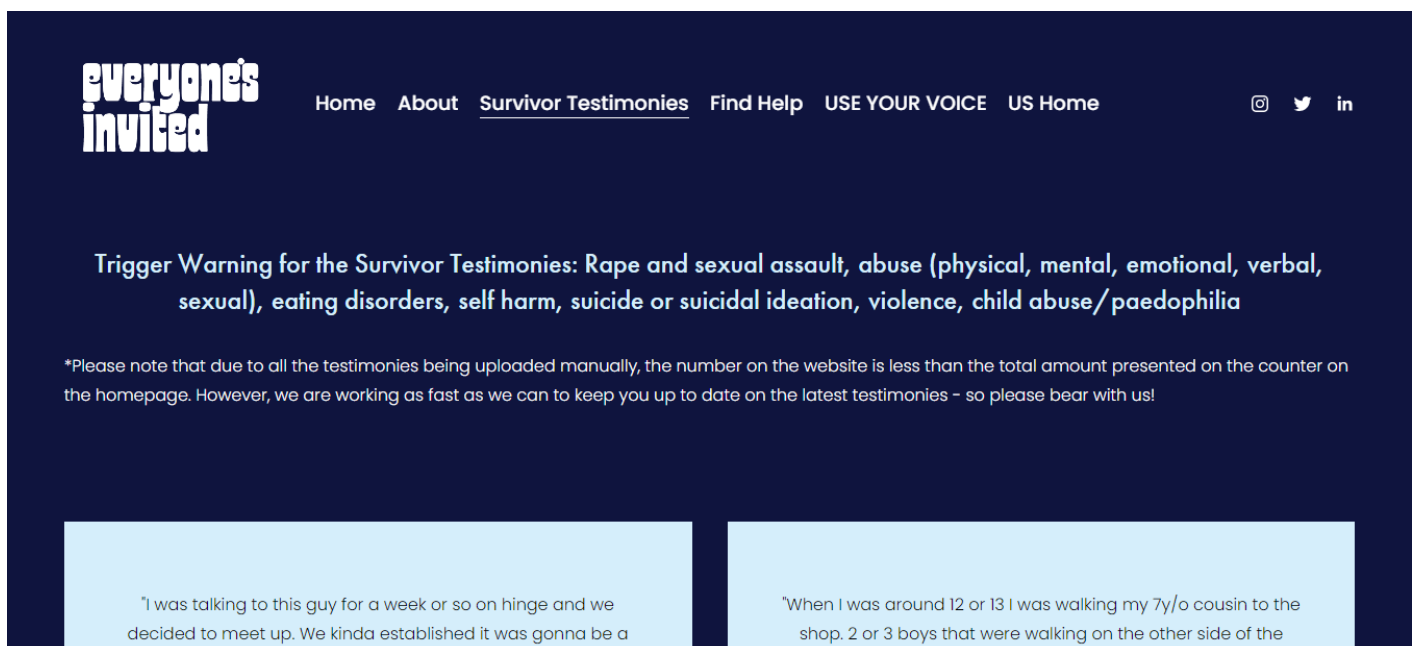 everyone's
invited
Home About Survivor Testimonies Find Help USE YOUR VOICE US Home
in
Trigger Warning for the Survivor Testimonies: Rape and sexual assault, abuse (physical, mental, emotional, verbal,
sexual), eating disorders, self harm, suicide or suicidal ideation, violence, child abuse/paedophilia
*Please note that due to all the testimonies being uploaded manually, the number on the website is less than the total amount presented on the counter on
the homepage. However, we are working as fast as we can to keep you up to date on the latest testimonies - so please bear with us!
"I was talking to this guy for a week or so on hinge and we
decided to meet up. We kinda established it was gonna be a
"When I was around 12 or 13 I was walking my 7y/o cousin to the
shop. 2 or 3 boys that were walking on the other side of the